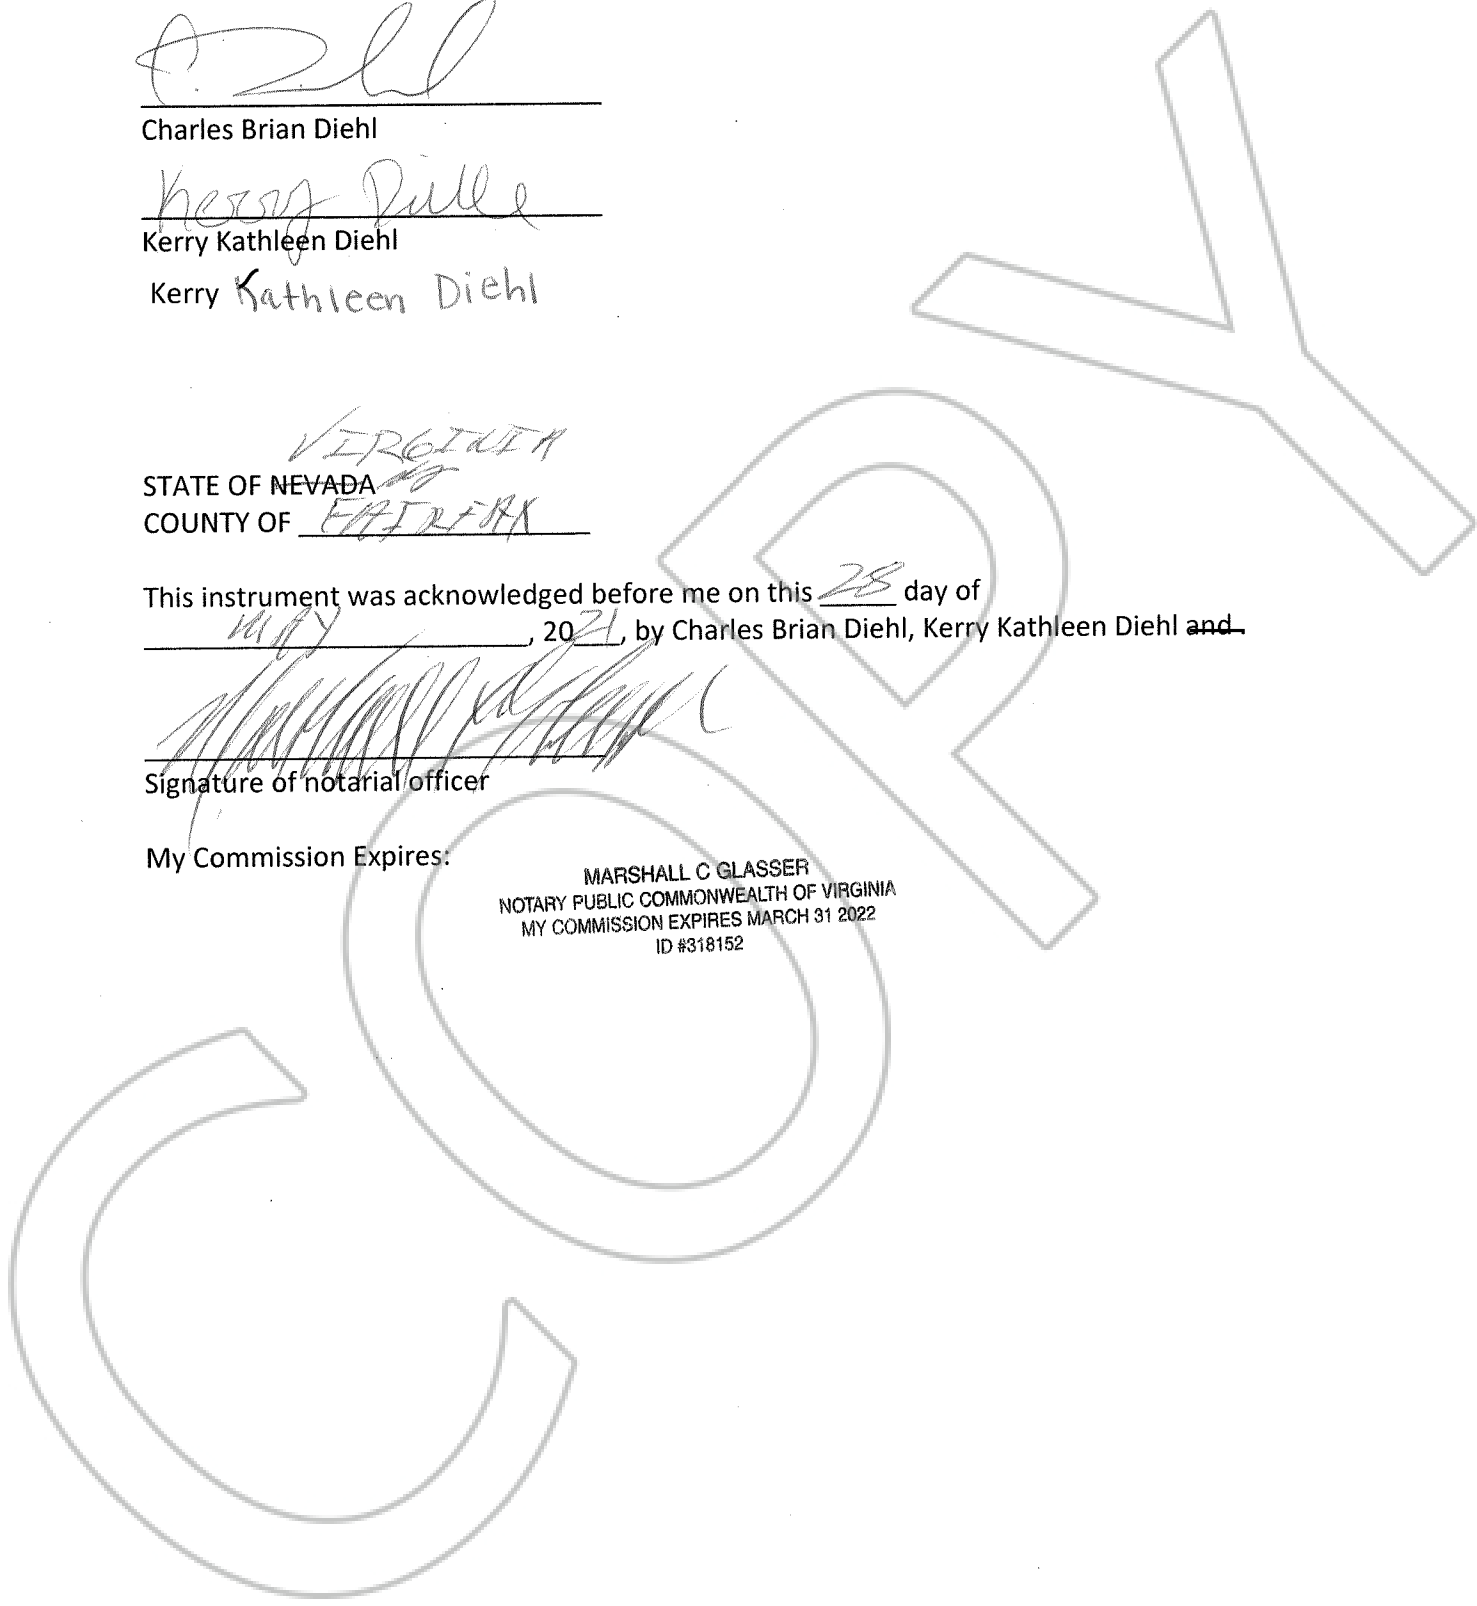 Charles Brian Diehl
Kerry
Kerry Kathleen Diehl
Kerry Kathleen Diehl
VIRGINIA
STATE OF NEVADA
COUNTY OF FAIRFAX
This instrument was acknowledged before me on this 28 day of
MAY, 2021, by Charles Brian Diehl, Kerry Kathleen Diehl and
Signature of notarial officer
My Commission Expires:
MARSHALL C GLASSER
NOTARY PUBLIC COMMONWEALTH OF VIRGINIA
MY COMMISSION EXPIRES MARCH 31 2022
ID #318152
COPY